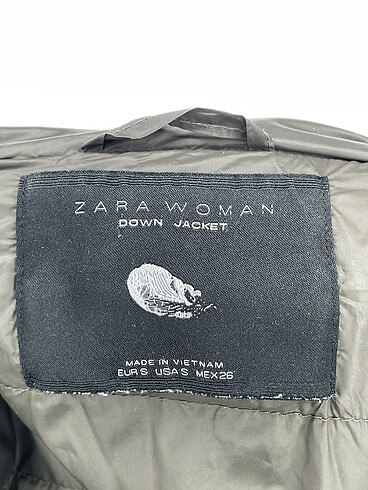 ZARA WOMAN
DOWN JACKET
MADE IN VIETNAM
EUR S USA S MEX 26